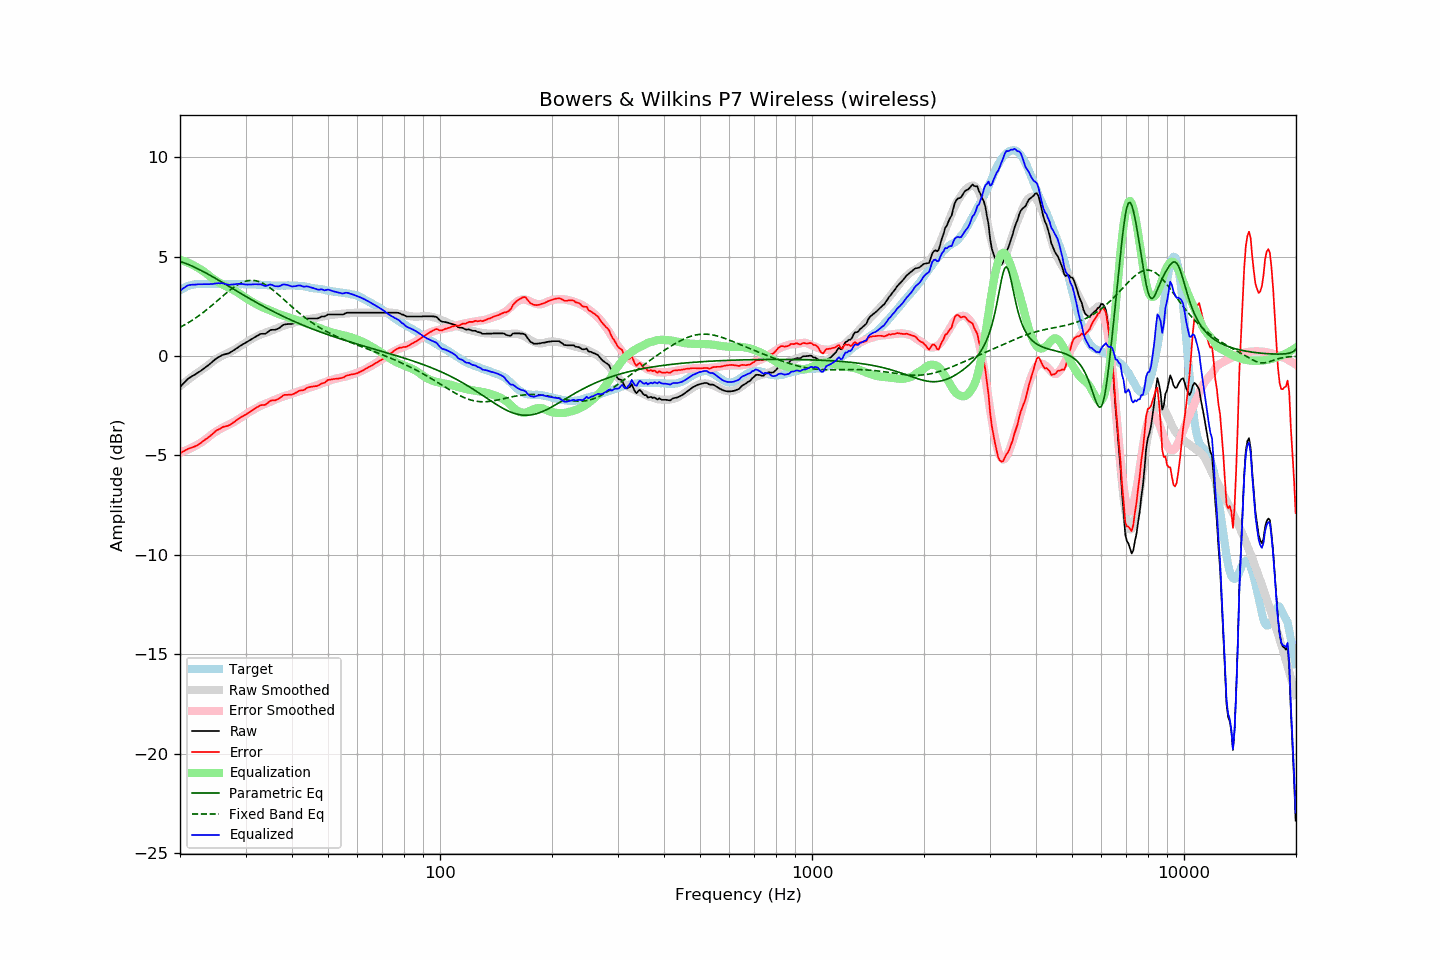 Bowers & Wilkins P7 Wireless (wireless)
10
5
0
−5
−10
−15
−20
−25
Amplitude (dBr)
Target
Raw Smoothed
Error Smoothed
Raw
Error
Equalization
Parametric Eq
Fixed Band Eq
Equalized
100
1000
10000
Frequency (Hz)